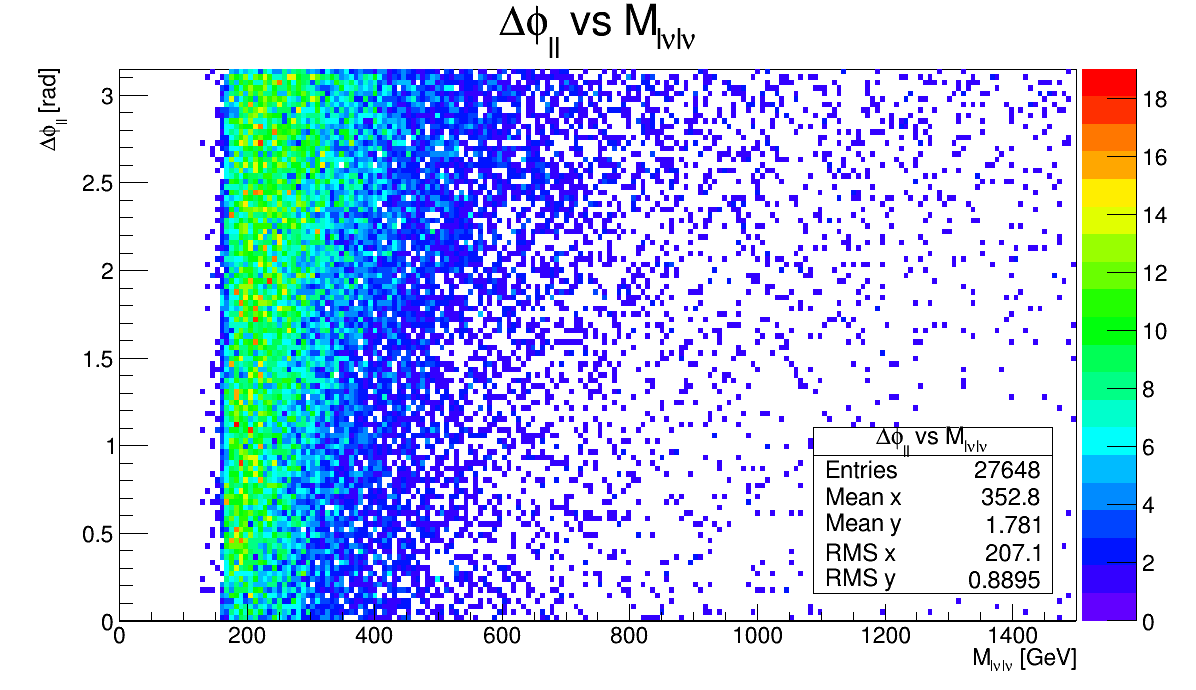 Δϕ_ll vs M_lνlν
Δϕ_ll [rad]
3
2.5
2
1.5
1
0.5
0
0 200 400 600 800 1000 1200 1400
M_lνlν [GeV]
Δϕ_ll vs M_lνlν
Entries 27648
Mean x 352.8
Mean y 1.781
RMS x 207.1
RMS y 0.8895
18
16
14
12
10
8
6
4
2
0